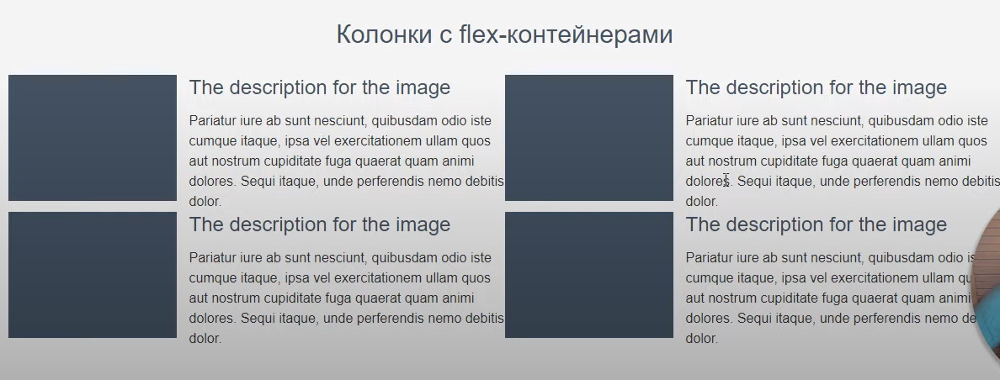 Колонки с flex-контейнерами
The description for the image
Pariatur iure ab sunt nesciunt, quibusdam odio iste
cumque itaque, ipsa vel exercitationem ullam quos
aut nostrum cupiditate fuga quaerat quam animi
dolores. Sequi itaque, unde perferendis nemo debitis
dolor.
The description for the image
Pariatur iure ab sunt nesciunt, quibusdam odio iste
cumque itaque, ipsa vel exercitationem ullam quos
aut nostrum cupiditate fuga quaerat quam animi
dolores. Sequi itaque, unde perferendis nemo debitis
dolor.
The description for the image
Pariatur iure ab sunt nesciunt, quibusdam odio iste
cumque itaque, ipsa vel exercitationem ullam quos
aut nostrum cupiditate fuga quaerat quam animi
dolores. Sequi itaque, unde perferendis nemo debitis
dolor.
The description for the image
Pariatur iure ab sunt nesciunt, quibusdam odio
cumque itaque, ipsa vel exercitationem ullam
aut nostrum cupiditate fuga quaerat quam animi
dolores. Sequi itaque, unde perferendis nemo
dolor.